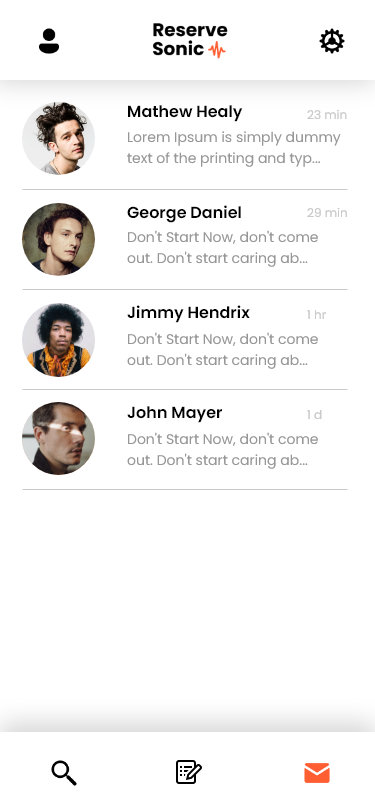 Reserve
Sonic
Mathew Healy
23 min
Lorem Ipsum is simply dummy
text of the printing and typ...
George Daniel
29 min
Don't Start Now, don't come
out. Don't start caring ab...
Jimmy Hendrix
1 hr
Don't Start Now, don't come
out. Don't start caring ab...
John Mayer
1 d
Don't Start Now, don't come
out. Don't start caring ab...